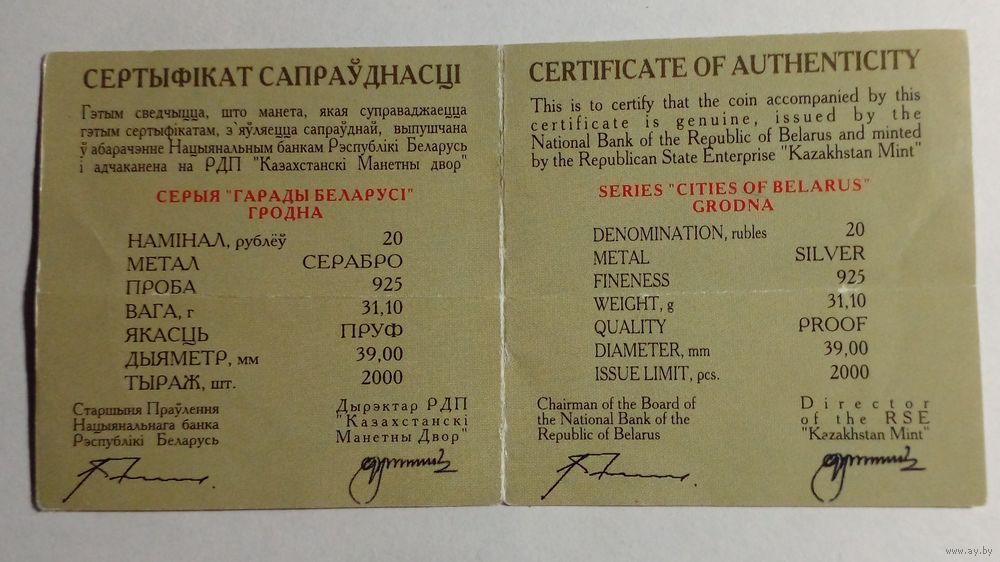 СЕРТЫФІКАТ САПРАЎДНАСЦІ
Гэтым сведчыцца, што манета, якая суправаджаецца
гэтым сертыфікатам, з'яўляецца сапраўднай, выпушчана
ў абарачэнне Нацыянальным банкам Рэспублікі Беларусь
і адчаканена на РДП "Казахстанскі Манетны двор"
СЕРЫЯ "ГАРАДЫ БЕЛАРУСІ"
ГРОДНА
НАМІНАЛ, рублёў 20
МЕТАЛ СЕРАБРО
ПРОБА 925
ВАГА, г 31,10
ЯКАСЦЬ ПРУФ
ДЫЯМЕТР, мм 39,00
ТЫРАЖ, шт. 2000
Старшыня Праўлення
Нацыянальнага банка
Рэспублікі Беларусь
Дырэктар РДП
"Казахстанскі
Манетны Двор"
CERTIFICATE OF AUTHENTICITY
This is to certify that the coin accompanied by this
certificate is genuine, issued by the
National Bank of the Republic of Belarus and minted
by the Republican State Enterprise "Kazakhstan Mint"
SERIES "CITIES OF BELARUS"
GRODNA
DENOMINATION, rubles 20
METAL SILVER
FINENESS 925
WEIGHT, g 31,10
QUALITY PROOF
DIAMETER, mm 39,00
ISSUE LIMIT, pcs. 2000
Chairman of the Board of
the National Bank of the
Republic of Belarus
Director
of the RSE
"Kazakhstan Mint"
www.ay.by